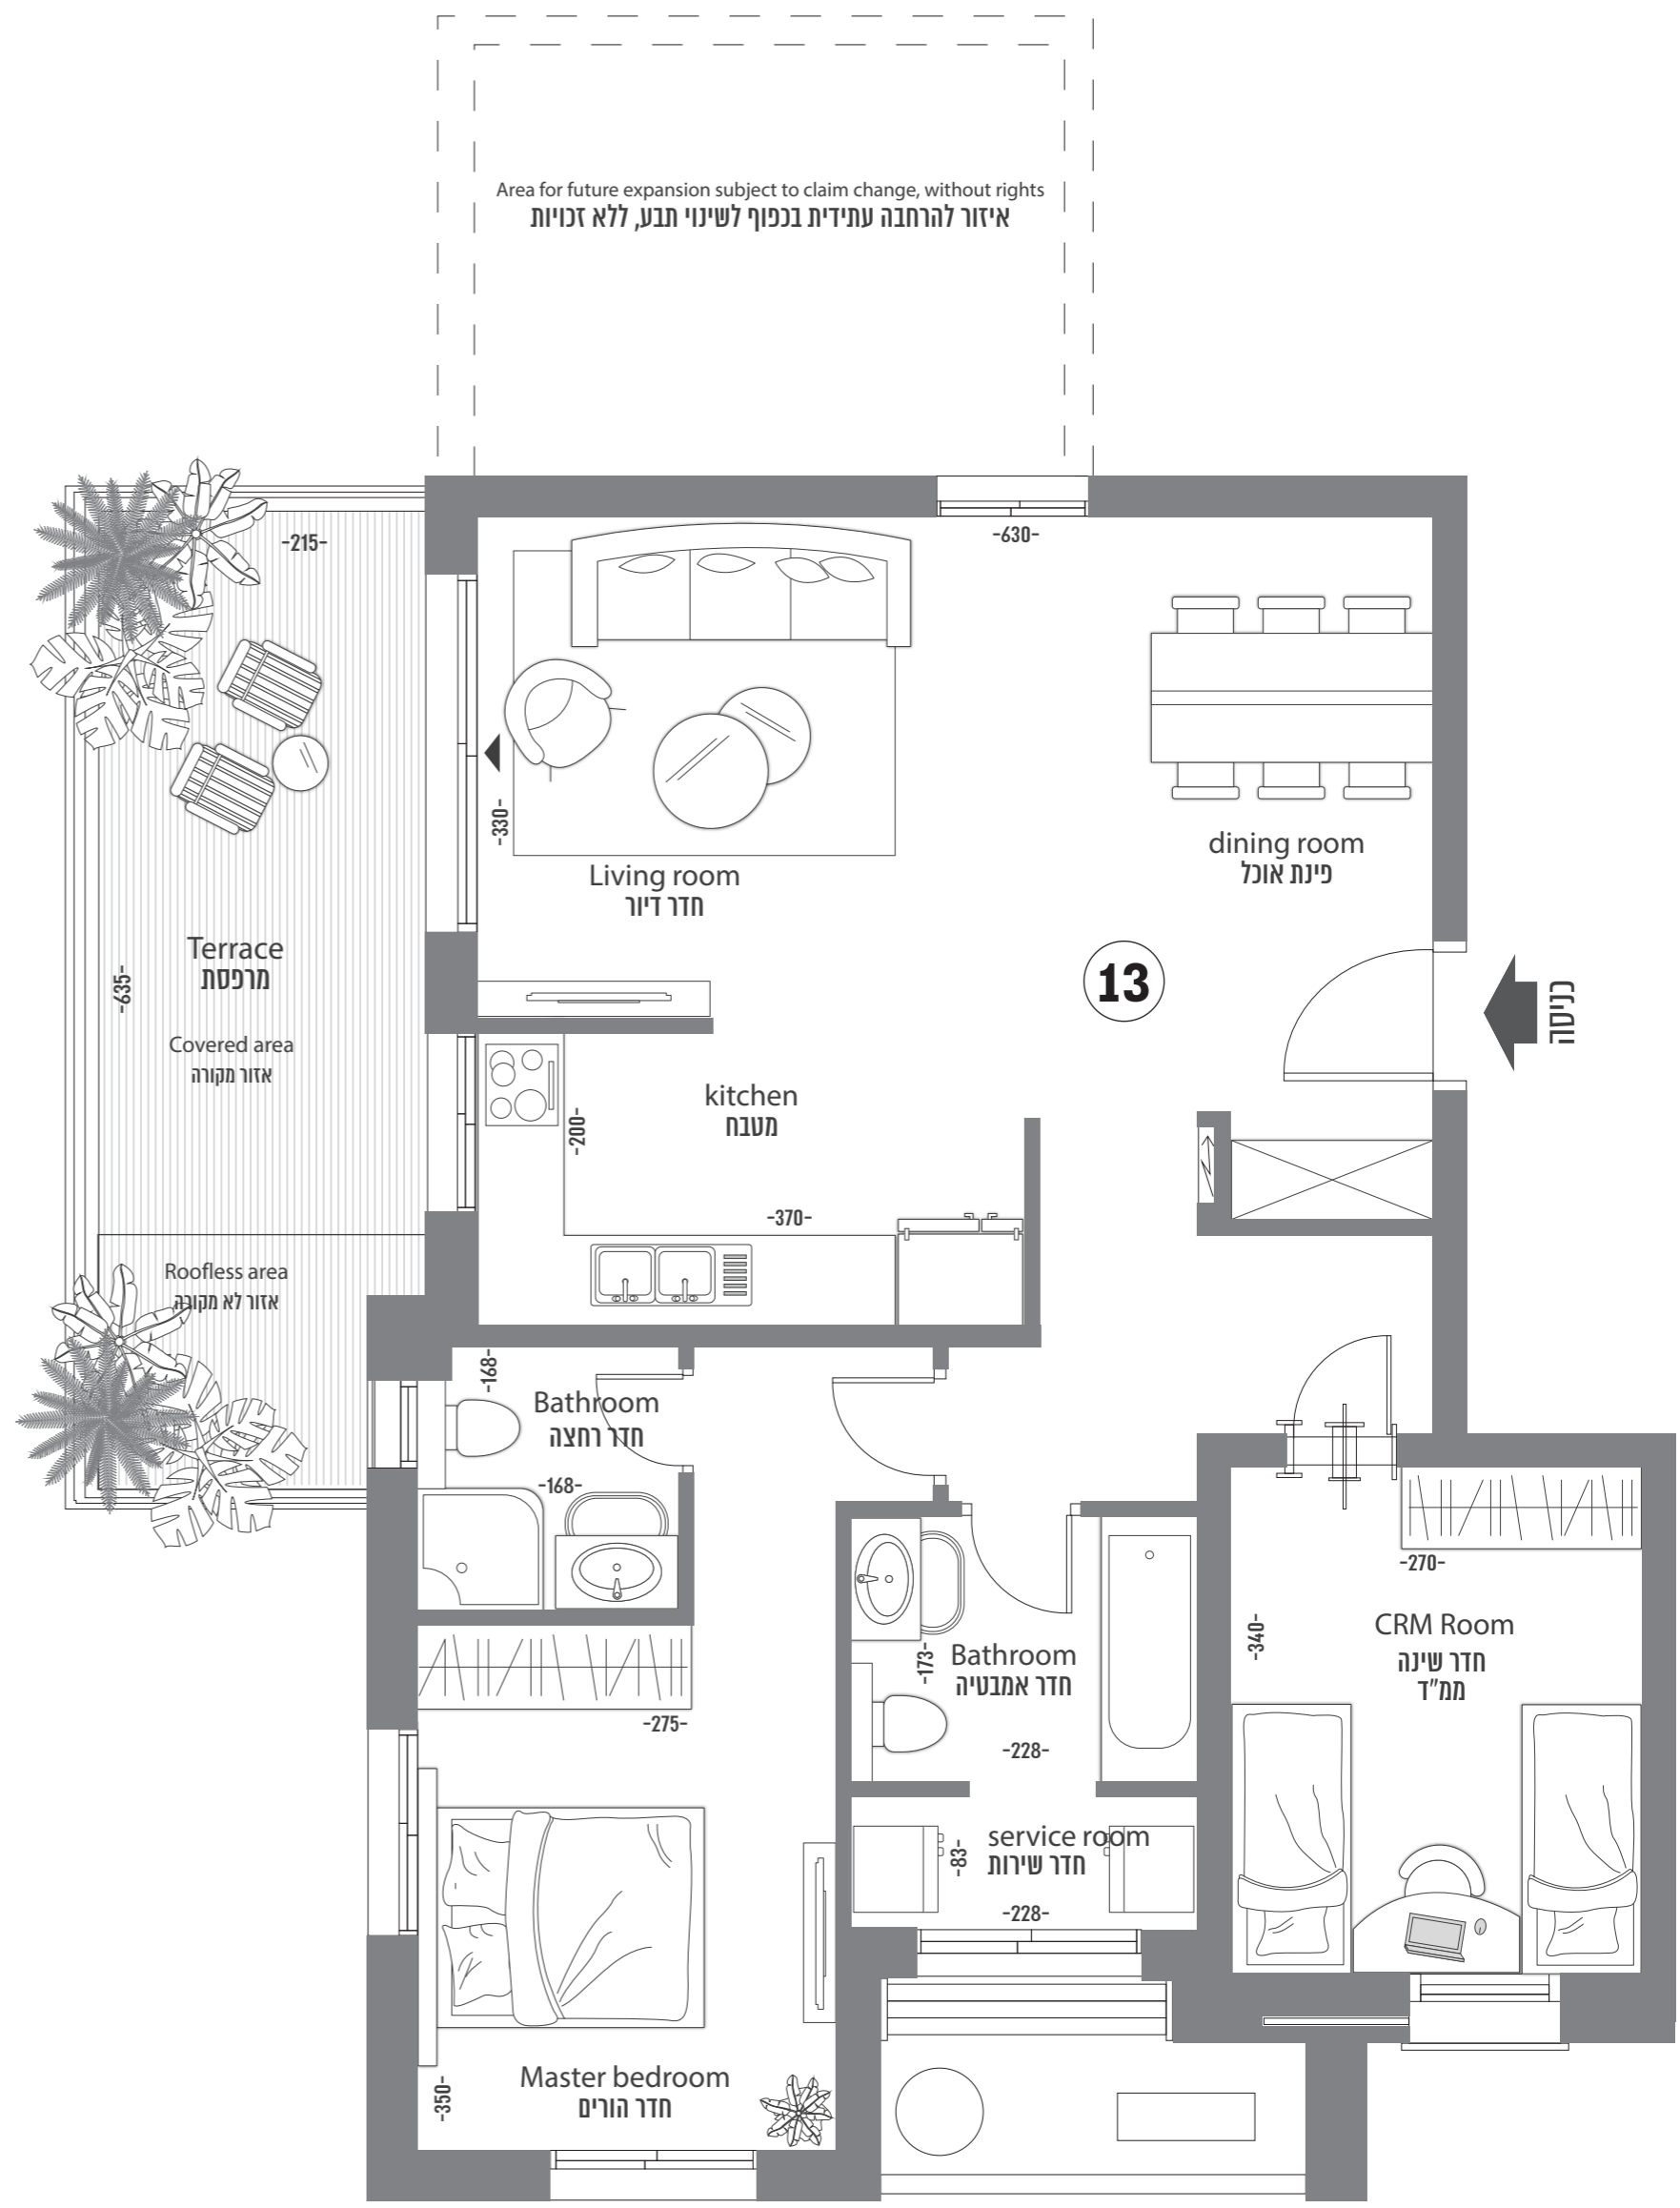 Area for future expansion subject to claim change, without rights
איזור להרחבה עתידית בכפוף לשינוי תבע, ללא זכויות
-215-
-630-
-330-
Living room
חדר דיור
dining room
פינת אוכל
Terrace
מרפסת
-635-
13
כניסה
Covered area
אזור מקורה
kitchen
מטבח
-200-
-370-
Roofless area
אזור לא מקורה
-168-
Bathroom
חדר רחצה
-168-
-270-
-340-
CRM Room
חדר שינה
ממ"ד
-173-
Bathroom
חדר אמבטיה
-275-
-228-
service room
חדר שירות
-83-
-228-
Master bedroom
חדר הורים
-350-